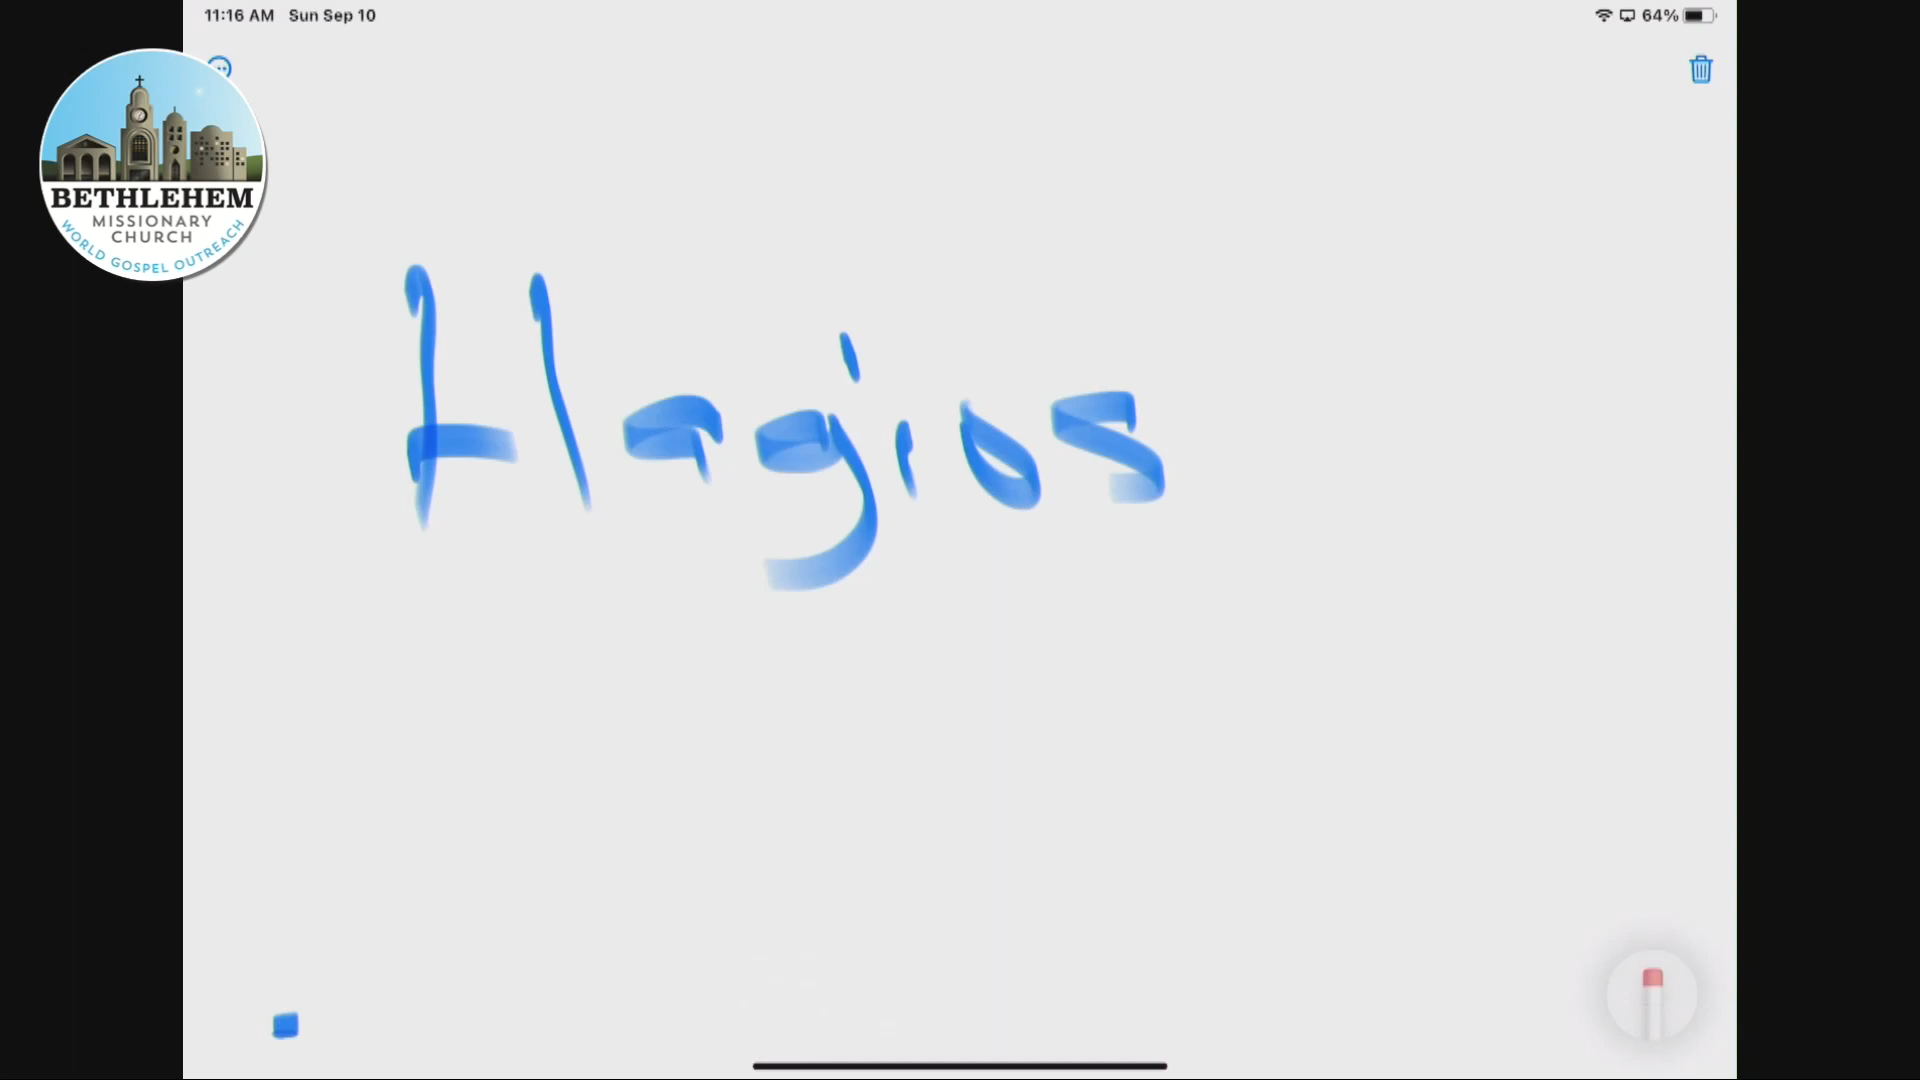 11:16 AM Sun Sep 10
64%
BETHLEHEM
MISSIONARY
CHURCH
WORLD GOSPEL OUTREACH
Hagios